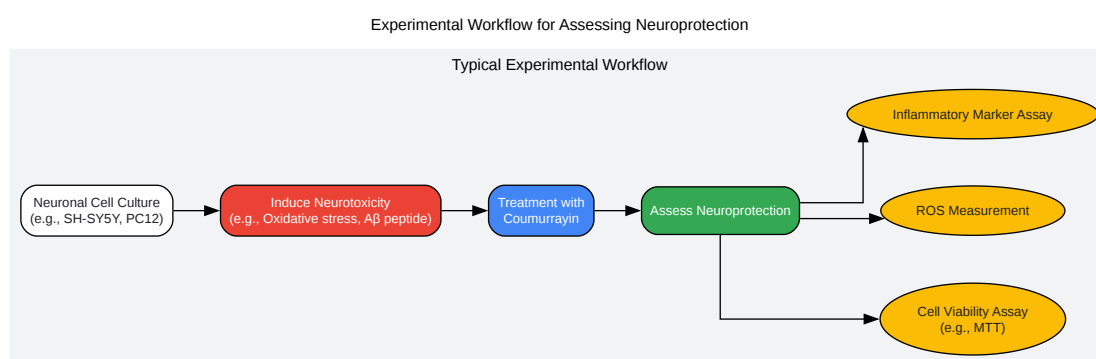 Experimental Workflow for Assessing Neuroprotection
Typical Experimental Workflow
Neuronal Cell Culture
(e.g., SH-SY5Y, PC12)
Induce Neurotoxicity
(e.g., Oxidative stress, Aβ peptide)
Treatment with
Coumurrayin
Assess Neuroprotection
Inflammatory Marker Assay
ROS Measurement
Cell Viability Assay
(e.g., MTT)